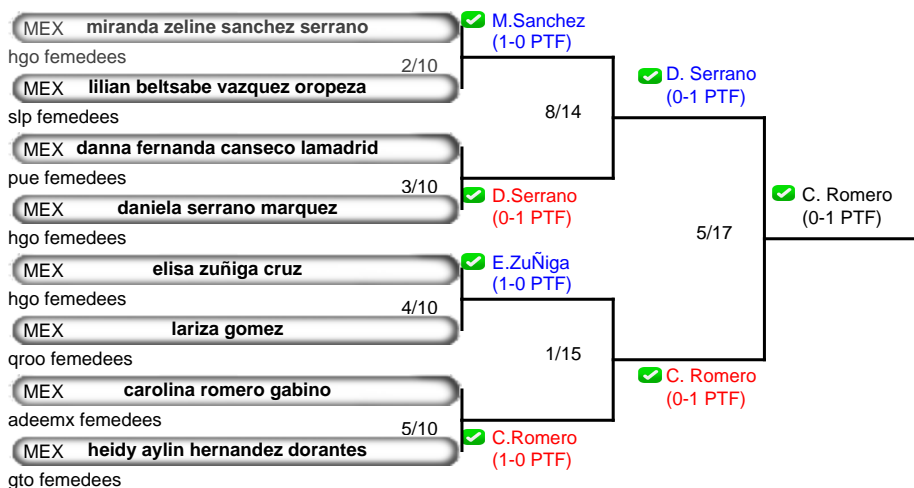 MEX miranda zeline sanchez serrano
hgo femedees
2/10
MEX lilian beltsabe vazquez oropeza
slp femedees
MEX danna fernanda canseco lamadrid
pue femedees
3/10
MEX daniela serrano marquez
hgo femedees
MEX elisa zuñiga cruz
hgo femedees
4/10
MEX lariza gomez
qroo femedees
MEX carolina romero gabino
adeemx femedees
5/10
MEX heidy aylin hernandez dorantes
gto femedees
M.Sanchez
(1-0 PTF)
8/14
D.Serrano
(0-1 PTF)
E.ZuÑiga
(1-0 PTF)
1/15
C.Romero
(1-0 PTF)
D. Serrano
(0-1 PTF)
5/17
C. Romero
(0-1 PTF)
C. Romero
(0-1 PTF)